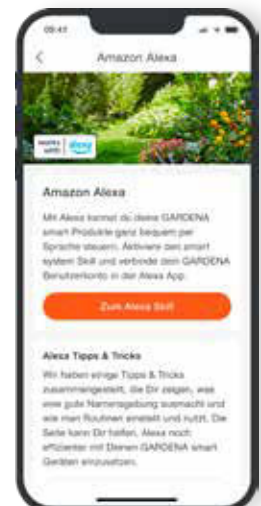 09:41
Amazon Alexa
works with alexa
Amazon Alexa
Mit Alexa kannst du deine GARDENA
smart Produkte ganz bequem per
Sprache steuern. Aktiviere den smart
system Skill und verbinde dein GARDENA
Benutzerkonto in der Alexa App.
Zum Alexa Skill
Alexa Tipps & Tricks
Wir haben einige Tipps & Tricks
zusammengestellt, die Dir zeigen, was
eine gute Namensgebung ausmacht und
wie man Routinen einstellt und nutzt. Die
Seite kann Dir helfen, Alexa noch
effizienter mit Deinen GARDENA smart
Geräten einzusetzen.